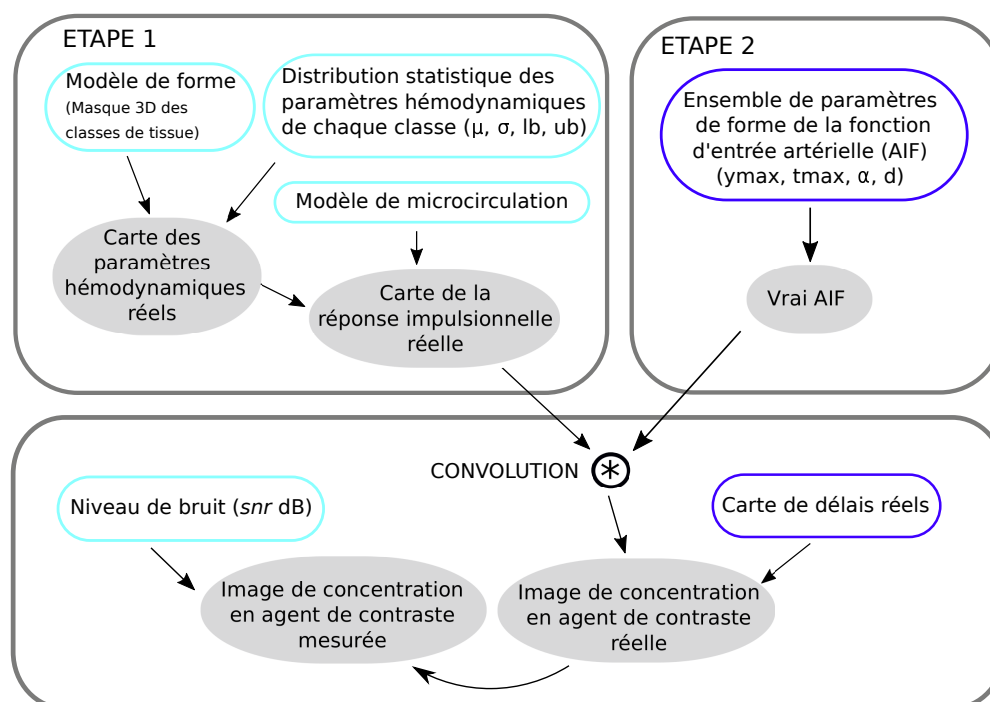 ETAPE 1
Modèle de forme
(Masque 3D des
classes de tissue)
Distribution statistique des
paramètres hémodynamiques
de chaque classe (μ, σ, lb, ub)
Modèle de microcirculation
Carte des
paramètres
hémodynamiques
réels
Carte de la
réponse impulsionnelle
réelle
ETAPE 2
Ensemble de paramètres
de forme de la fonction
d'entrée artérielle (AIF)
(ymax, tmax, α, d)
Vrai AIF
CONVOLUTION *
Niveau de bruit (snr dB)
Carte de délais réels
Image de concentration
en agent de contraste
mesurée
Image de concentration
en agent de contraste
réelle